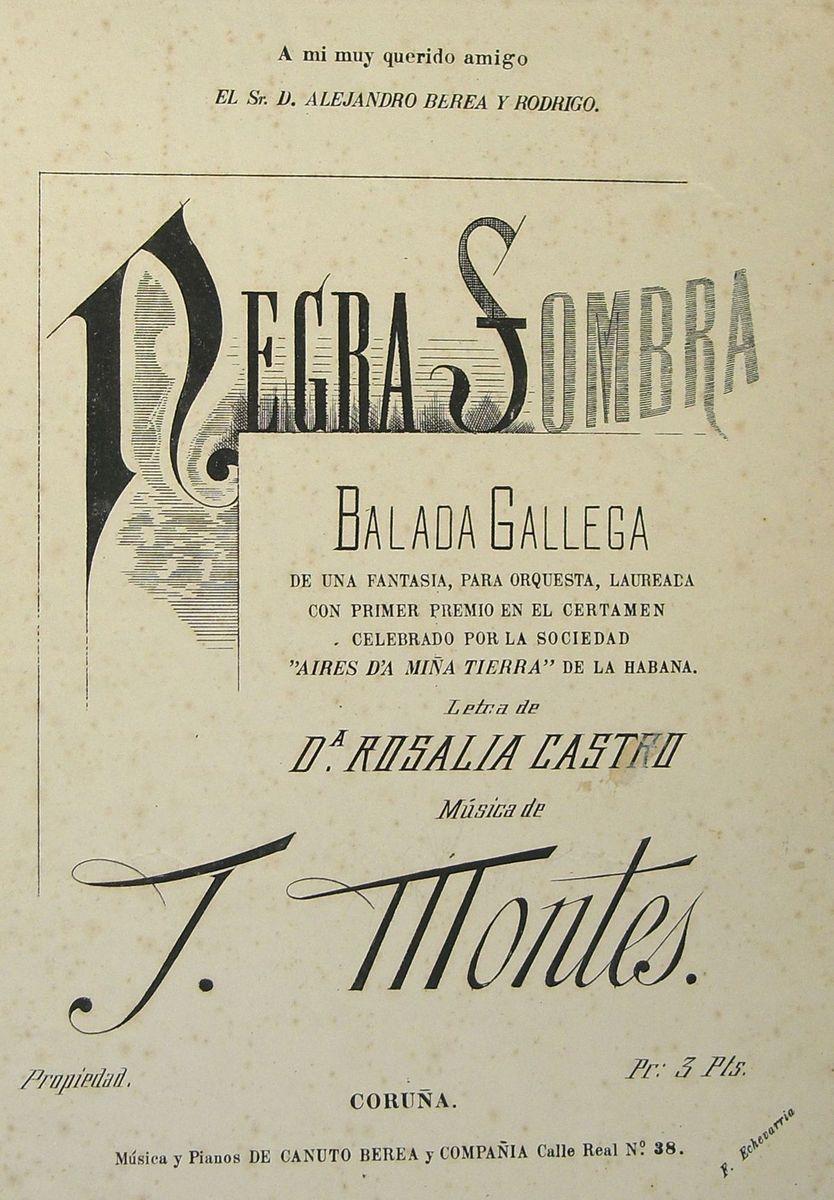 A mi muy querido amigo
EL Sr. D. ALEJANDRO BEREA Y RODRIGO.
NEGRA SOMBRA
BALADA GALLEGA
DE UNA FANTASIA, PARA ORQUESTA, LAUREADA
CON PRIMER PREMIO EN EL CERTAMEN
CELEBRADO POR LA SOCIEDAD
"AIRES D'A MIÑA TIERRA" DE LA HABANA.
Letra de
D.ª ROSALIA CASTRO
Música de
J. Montes.
Propiedad.
Pr: 3 Pts.
CORUÑA.
Música y Pianos DE CANUTO BEREA y COMPAÑIA Calle Real N.º 38.
F. Echevarria